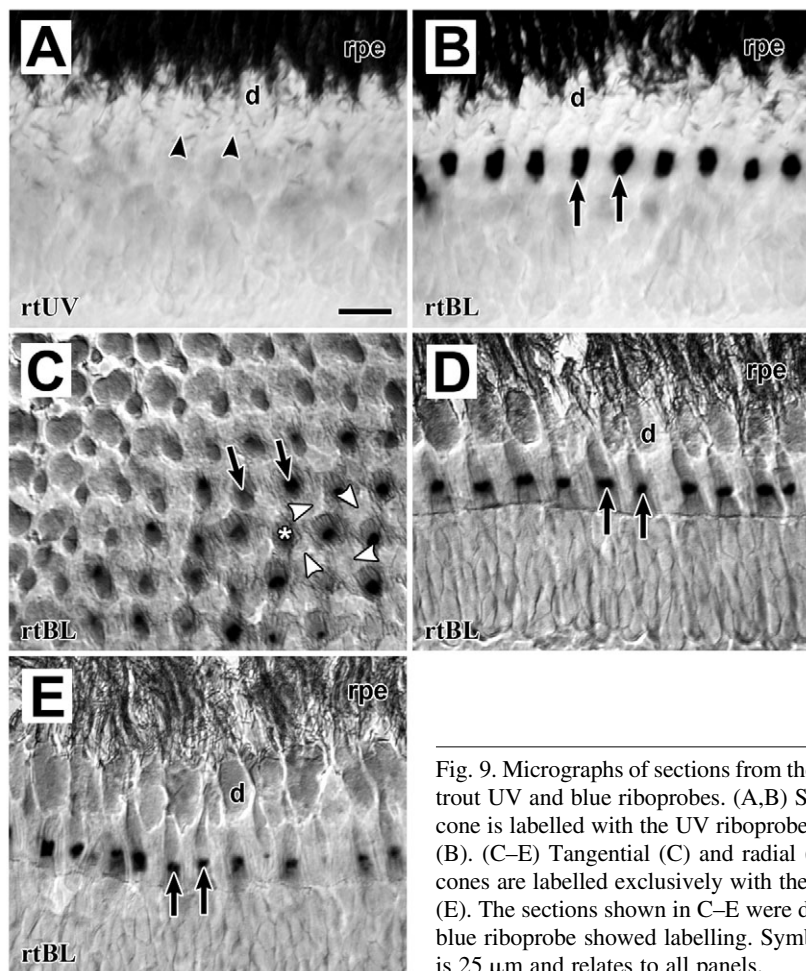 A
rpe
d
rtUV
B
rpe
d
rtBL
C
*
rtBL
D
rpe
d
rtBL
E
rpe
d
rtBL
Fig. 9. Micrographs of sections from the
trout UV and blue riboprobes. (A,B) S
cone is labelled with the UV riboprobe
(B). (C–E) Tangential (C) and radial (
cones are labelled exclusively with the
(E). The sections shown in C–E were d
blue riboprobe showed labelling. Symb
is 25 µm and relates to all panels.